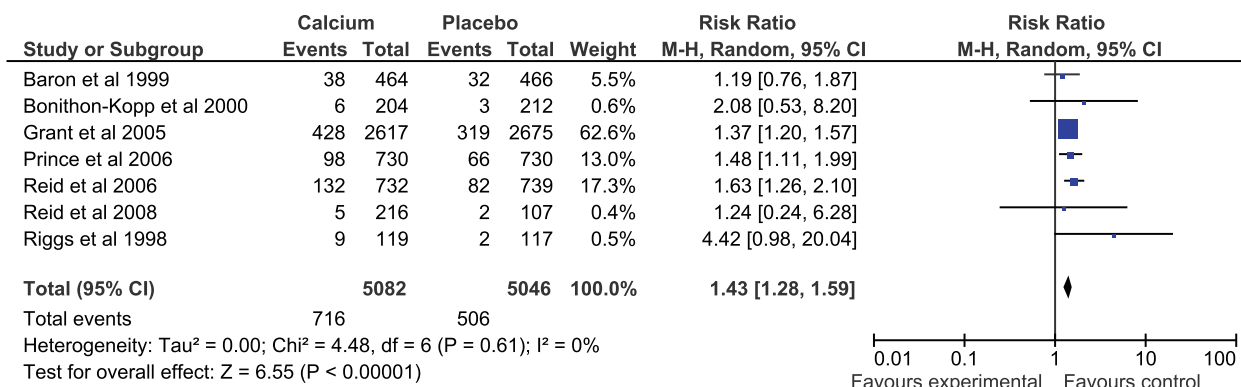 Calcium Placebo Risk Ratio Risk Ratio
Study or Subgroup Events Total Events Total Weight M-H, Random, 95% CI M-H, Random, 95% CI
Baron et al 1999 38 464 32 466 5.5% 1.19 [0.76, 1.87]
Bonithon-Kopp et al 2000 6 204 3 212 0.6% 2.08 [0.53, 8.20]
Grant et al 2005 428 2617 319 2675 62.6% 1.37 [1.20, 1.57]
Prince et al 2006 98 730 66 730 13.0% 1.48 [1.11, 1.99]
Reid et al 2006 132 732 82 739 17.3% 1.63 [1.26, 2.10]
Reid et al 2008 5 216 2 107 0.4% 1.24 [0.24, 6.28]
Riggs et al 1998 9 119 2 117 0.5% 4.42 [0.98, 20.04]
Total (95% CI) 5082 5046 100.0% 1.43 [1.28, 1.59]
Total events 716 506
Heterogeneity: Tau² = 0.00; Chi² = 4.48, df = 6 (P = 0.61); I² = 0%
Test for overall effect: Z = 6.55 (P < 0.00001)
0.01 0.1 1 10 100
Favours experimental Favours control